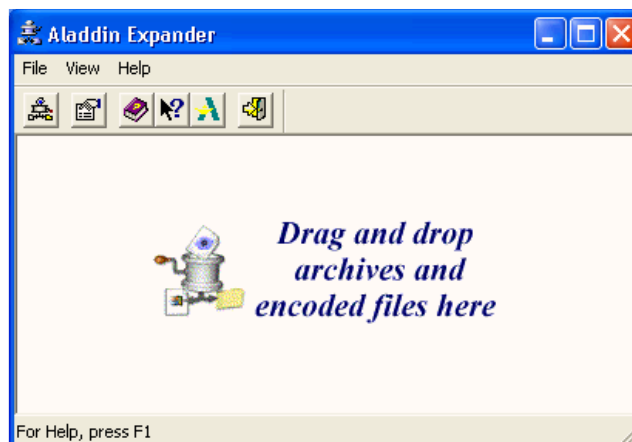 Aladdin Expander
File View Help
Drag and drop
archives and
encoded files here
For Help, press F1